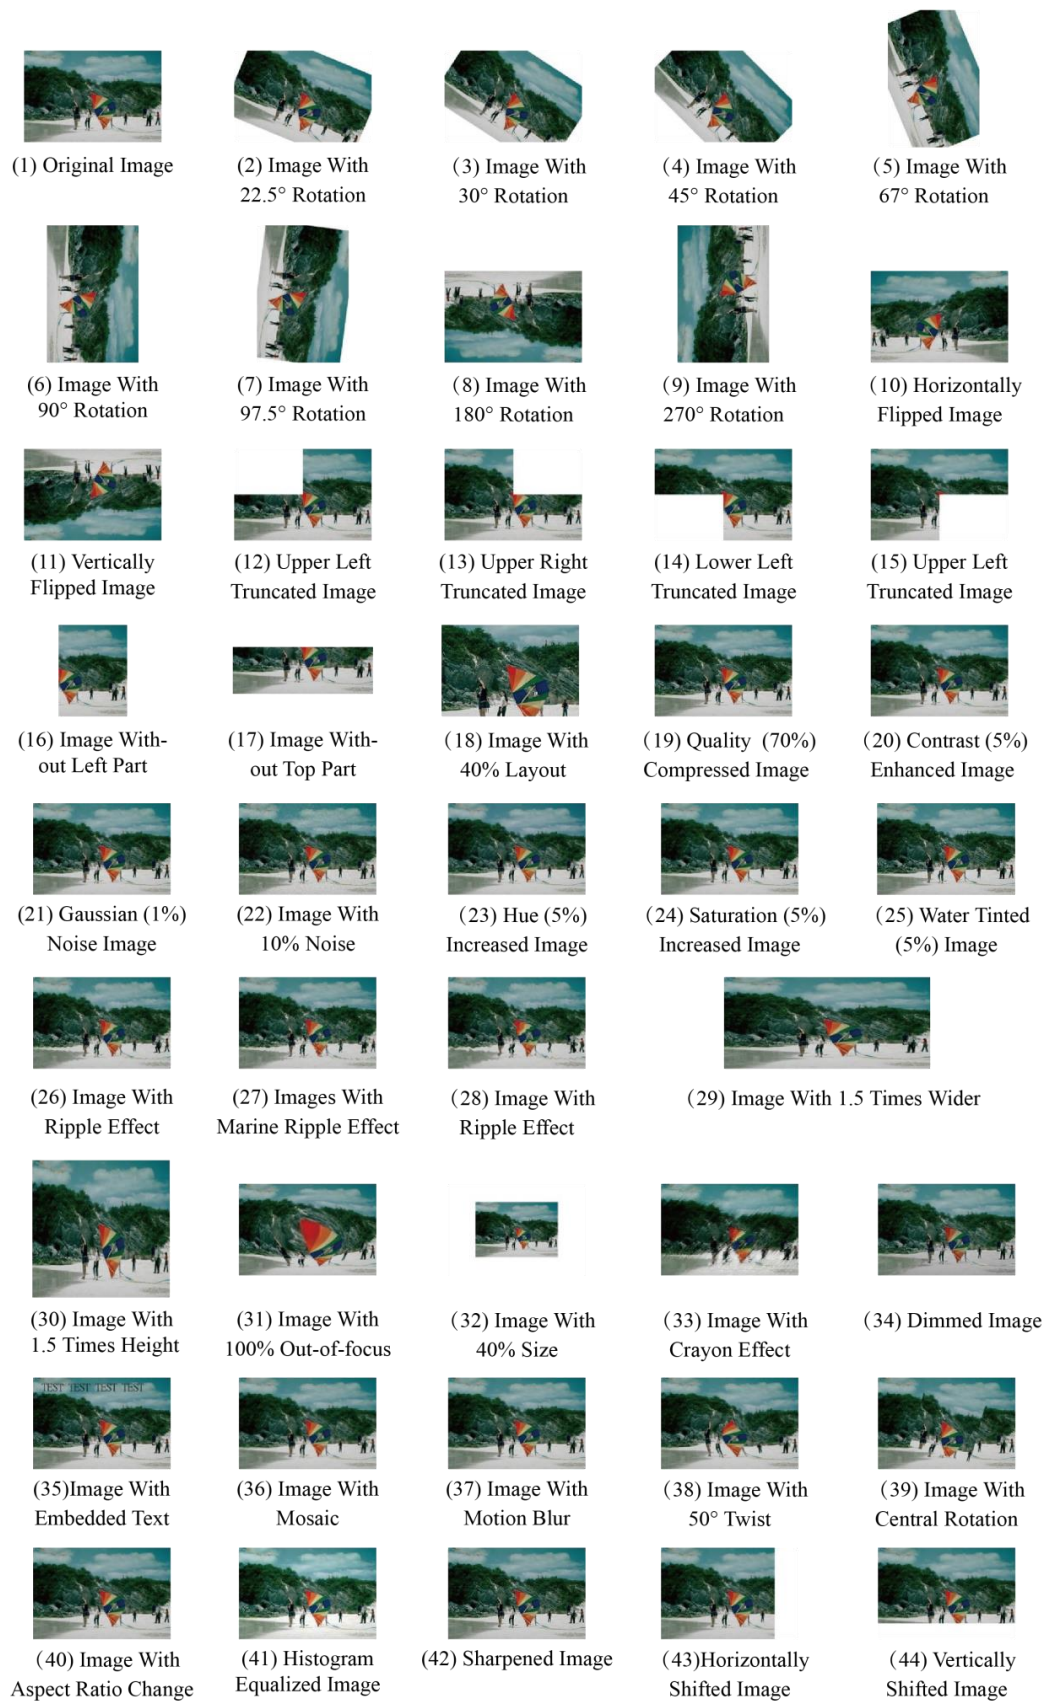 (1) Original Image
(2) Image With
22.5° Rotation
(3) Image With
30° Rotation
(4) Image With
45° Rotation
(5) Image With
67° Rotation
(6) Image With
90° Rotation
(7) Image With
97.5° Rotation
(8) Image With
180° Rotation
(9) Image With
270° Rotation
(10) Horizontally
Flipped Image
(11) Vertically
Flipped Image
(12) Upper Left
Truncated Image
(13) Upper Right
Truncated Image
(14) Lower Left
Truncated Image
(15) Upper Left
Truncated Image
(16) Image With-
out Left Part
(17) Image With-
out Top Part
(18) Image With
40% Layout
(19) Quality (70%)
Compressed Image
(20) Contrast (5%)
Enhanced Image
(21) Gaussian (1%)
Noise Image
(22) Image With
10% Noise
(23) Hue (5%)
Increased Image
(24) Saturation (5%)
Increased Image
(25) Water Tinted
(5%) Image
(26) Image With
Ripple Effect
(27) Images With
Marine Ripple Effect
(28) Image With
Ripple Effect
(29) Image With 1.5 Times Wider
(30) Image With
1.5 Times Height
(31) Image With
100% Out-of-focus
(32) Image With
40% Size
(33) Image With
Crayon Effect
(34) Dimmed Image
TEST TEST TEST TEST
(35)Image With
Embedded Text
(36) Image With
Mosaic
(37) Image With
Motion Blur
(38) Image With
50° Twist
(39) Image With
Central Rotation
(40) Image With
Aspect Ratio Change
(41) Histogram
Equalized Image
(42) Sharpened Image
(43)Horizontally
Shifted Image
(44) Vertically
Shifted Image